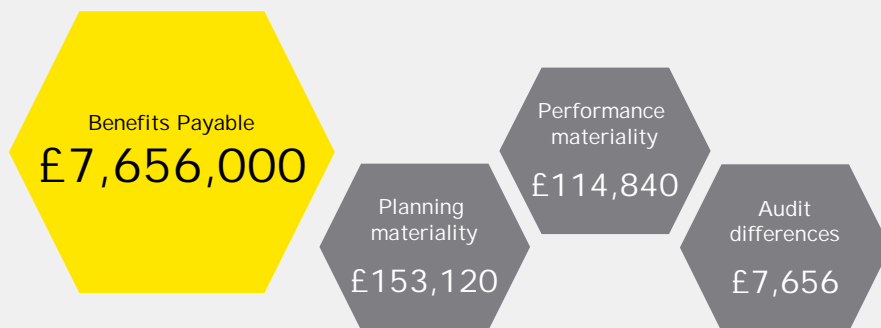 Benefits Payable
£7,656,000
Planning
materiality
£153,120
Performance
materiality
£114,840
Audit
differences
£7,656